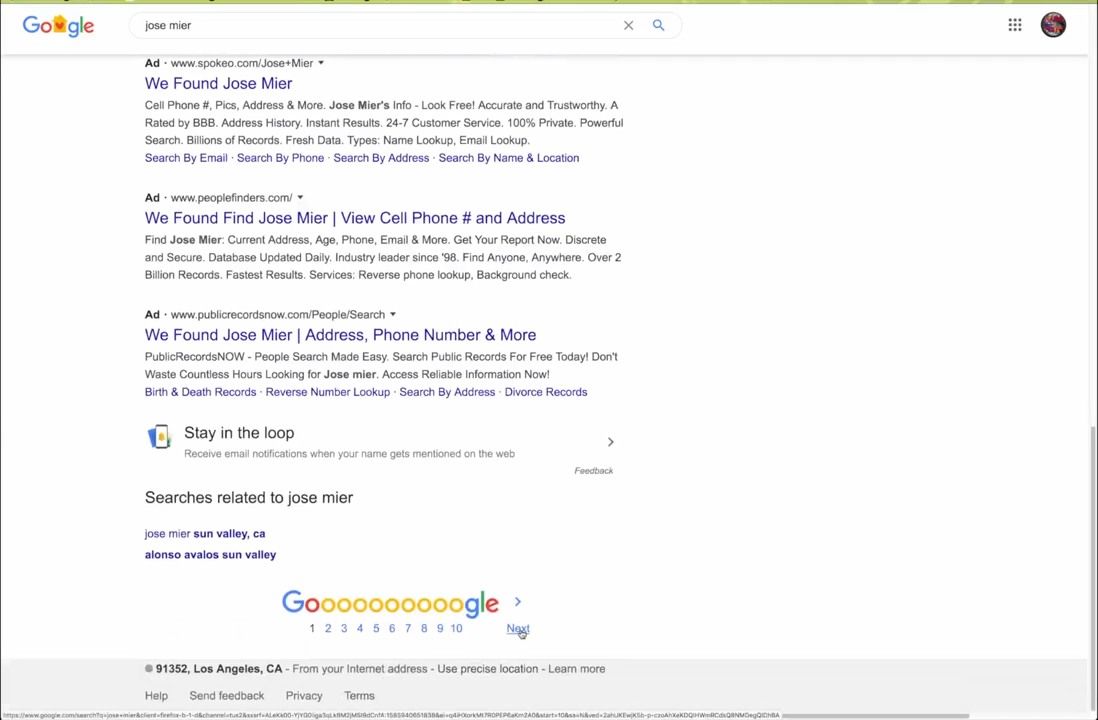 Google
jose mier
Ad · www.spokeo.com/Jose+Mier
We Found Jose Mier
Cell Phone #, Pics, Address & More. Jose Mier's Info - Look Free! Accurate and Trustworthy. A
Rated by BBB. Address History. Instant Results. 24-7 Customer Service. 100% Private. Powerful
Search. Billions of Records. Fresh Data. Types: Name Lookup, Email Lookup.
Search By Email · Search By Phone · Search By Address · Search By Name & Location
Ad · www.peoplefinders.com/
We Found Find Jose Mier | View Cell Phone # and Address
Find Jose Mier: Current Address, Age, Phone, Email & More. Get Your Report Now. Discrete
and Secure. Database Updated Daily. Industry leader since '98. Find Anyone, Anywhere. Over 2
Billion Records. Fastest Results. Services: Reverse phone lookup, Background check.
Ad · www.publicrecordsnow.com/People/Search
We Found Jose Mier | Address, Phone Number & More
PublicRecordsNOW - People Search Made Easy. Search Public Records For Free Today! Don't
Waste Countless Hours Looking for Jose mier. Access Reliable Information Now!
Birth & Death Records · Reverse Number Lookup · Search By Address · Divorce Records
Stay in the loop
Receive email notifications when your name gets mentioned on the web
Feedback
Searches related to jose mier
jose mier sun valley, ca
alonso avalos sun valley
Goooooooooogle
1 2 3 4 5 6 7 8 9 10 Next
91352, Los Angeles, CA - From your Internet address - Use precise location - Learn more
Help Send feedback Privacy Terms